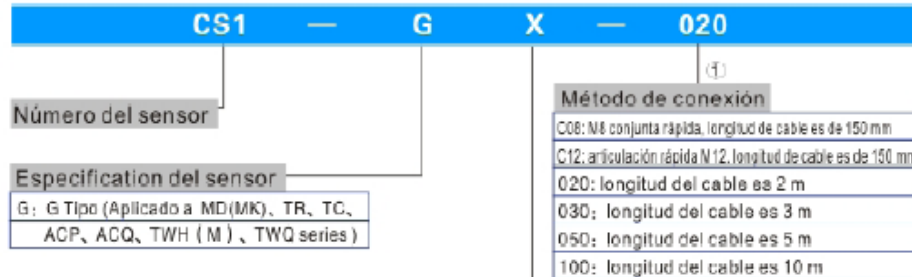 CS1 — G X — 020
①
Número del sensor
Método de conexión
C08: M8 conjunta rápida, longitud de cable es de 150 mm
C12: articulación rápida M12, longitud de cable es de 150 mm
Especification del sensor
020: longitud del cable es 2 m
G: G Tipo (Aplicado a MD(MK)、TR、TC、
030: longitud del cable es 3 m
ACP、ACQ、TWH（M）、TWQ series）
050: longitud del cable es 5 m
100: longitud del cable es 10 m